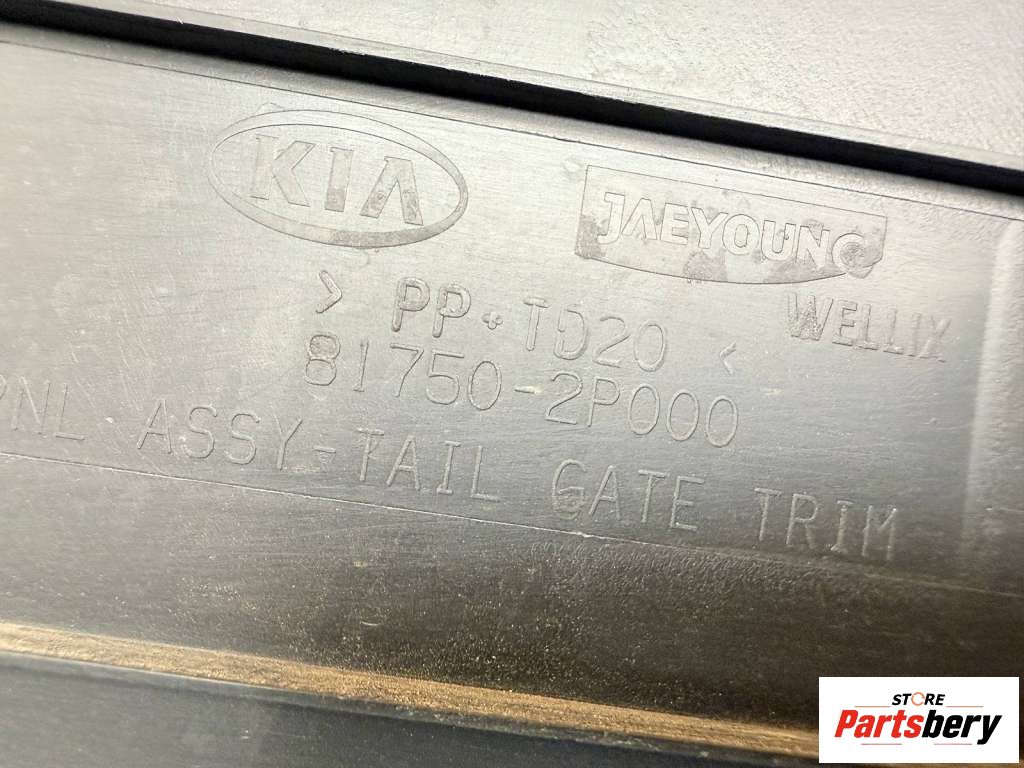 KIA
JAEYOUNG
WELLIX
> PP+TD20 <
81750-2P000
PNL ASSY-TAIL GATE TRIM
STORE
Partsbery